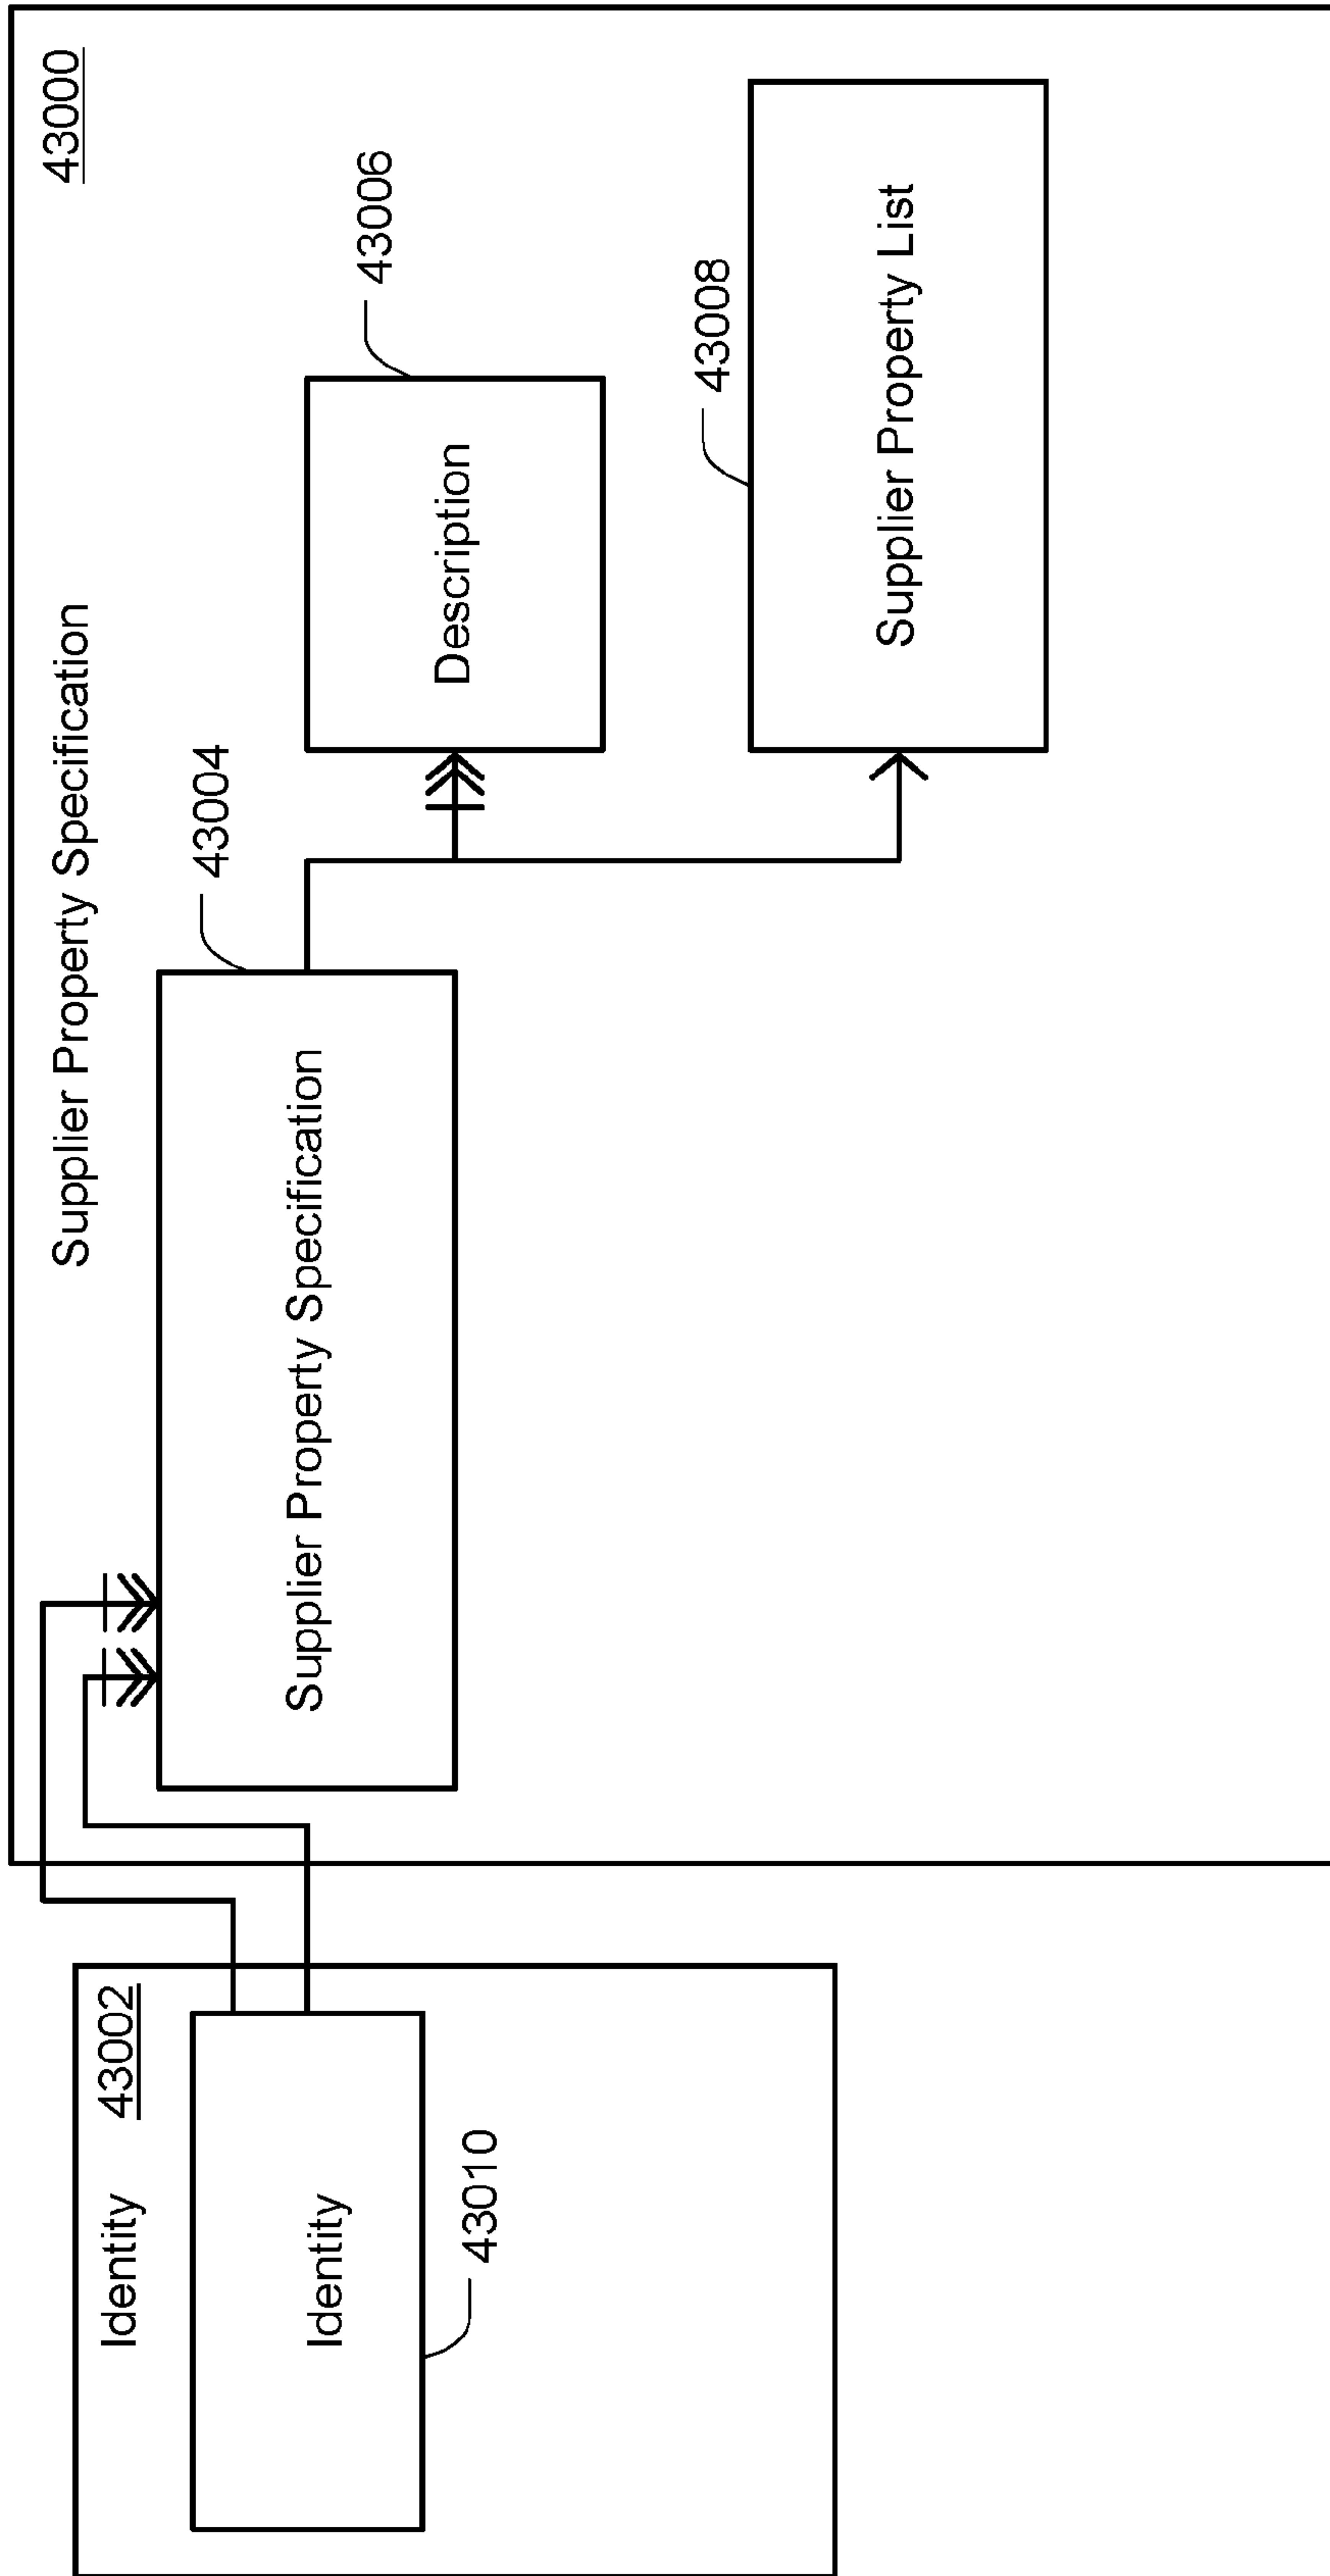 Supplier Property Specification
43000
Identity
43002
Identity
43010
Supplier Property Specification
43004
Description
43006
Supplier Property List
43008